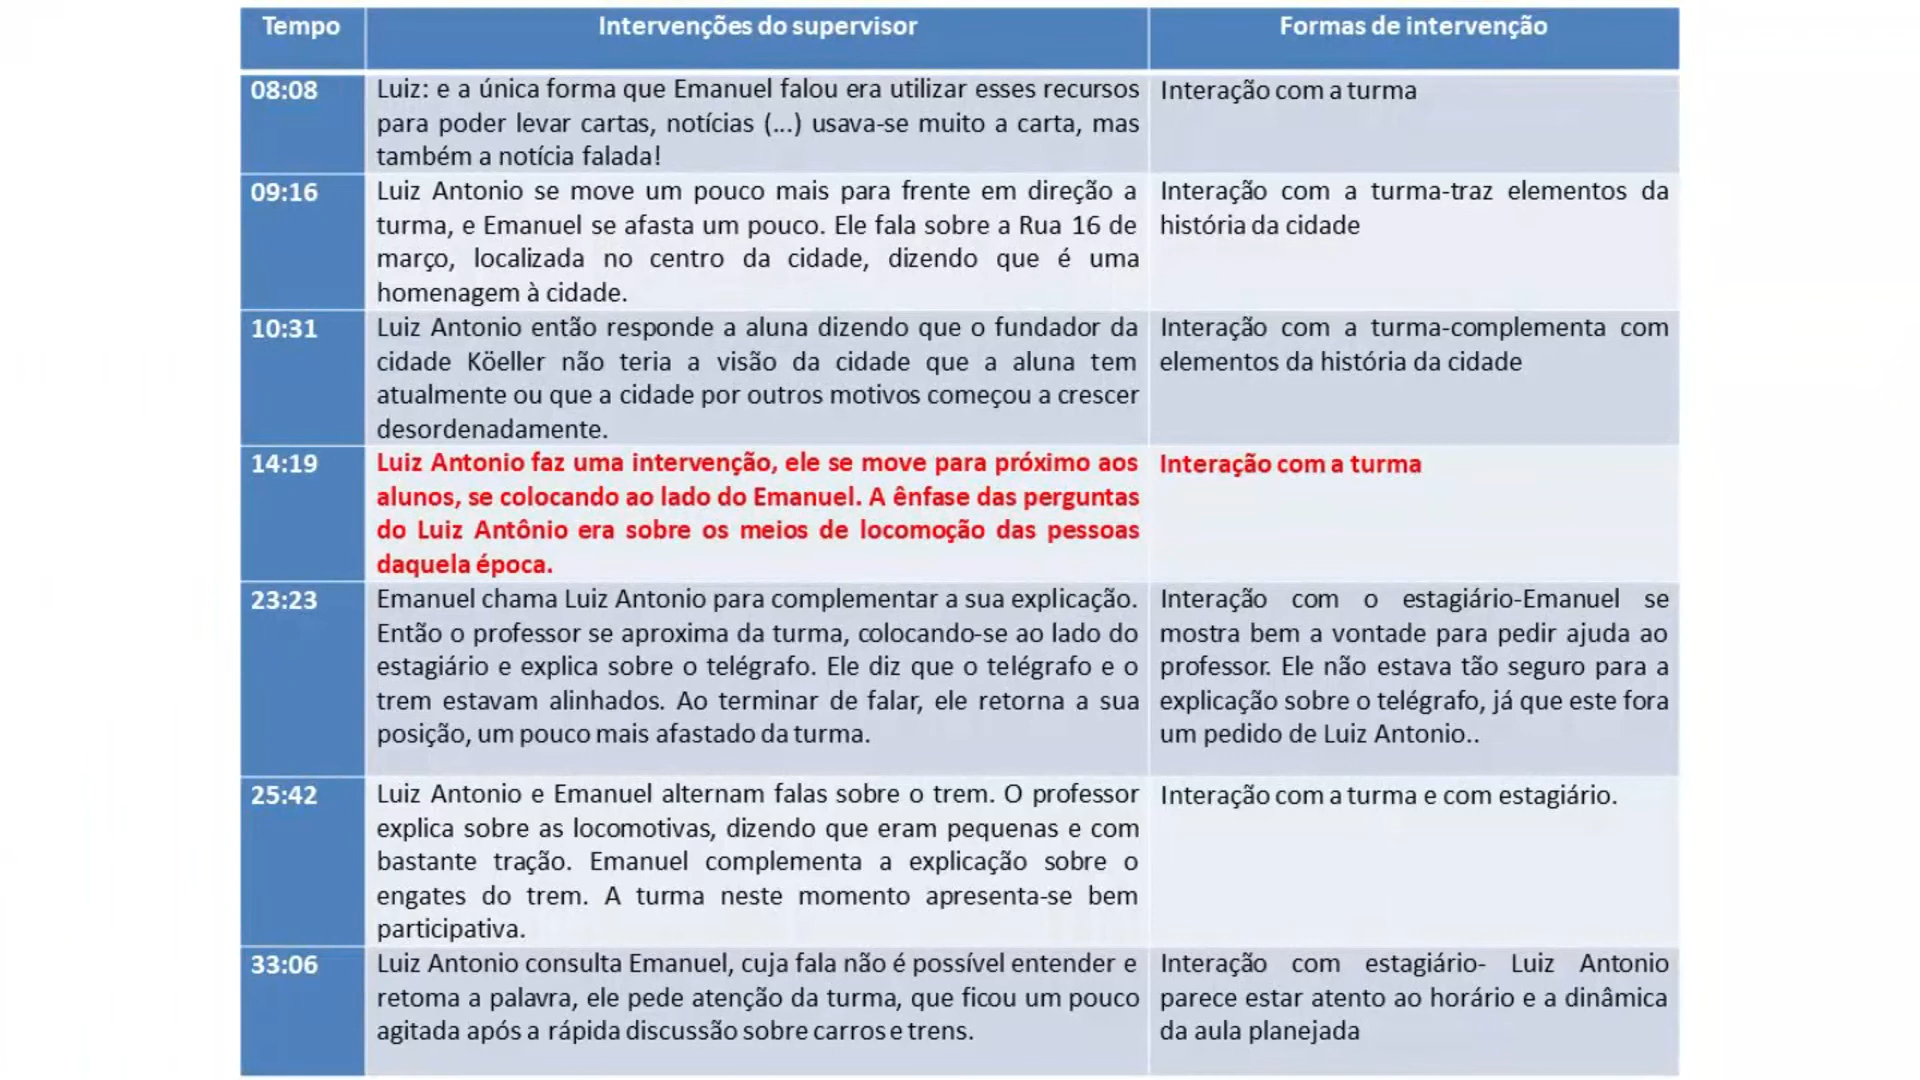 Tempo
Intervenções do supervisor
Formas de intervenção
08:08
Luiz: e a única forma que Emanuel falou era utilizar esses recursos
para poder levar cartas, notícias (...) usava-se muito a carta, mas
também a notícia falada!
Interação com a turma
09:16
Luiz Antonio se move um pouco mais para frente em direção a
turma, e Emanuel se afasta um pouco. Ele fala sobre a Rua 16 de
março, localizada no centro da cidade, dizendo que é uma
homenagem à cidade.
Interação com a turma-traz elementos da
história da cidade
10:31
Luiz Antonio então responde a aluna dizendo que o fundador da
cidade Köeller não teria a visão da cidade que a aluna tem
atualmente ou que a cidade por outros motivos começou a crescer
desordenadamente.
Interação com a turma-complementa com
elementos da história da cidade
14:19
Luiz Antonio faz uma intervenção, ele se move para próximo aos
alunos, se colocando ao lado do Emanuel. A ênfase das perguntas
do Luiz Antônio era sobre os meios de locomoção das pessoas
daquela época.
Interação com a turma
23:23
Emanuel chama Luiz Antonio para complementar a sua explicação.
Então o professor se aproxima da turma, colocando-se ao lado do
estagiário e explica sobre o telégrafo. Ele diz que o telégrafo e o
trem estavam alinhados. Ao terminar de falar, ele retorna a sua
posição, um pouco mais afastado da turma.
Interação com o estagiário-Emanuel se
mostra bem a vontade para pedir ajuda ao
professor. Ele não estava tão seguro para a
explicação sobre o telégrafo, já que este fora
um pedido de Luiz Antonio..
25:42
Luiz Antonio e Emanuel alternam falas sobre o trem. O professor
explica sobre as locomotivas, dizendo que eram pequenas e com
bastante tração. Emanuel complementa a explicação sobre o
engates do trem. A turma neste momento apresenta-se bem
participativa.
Interação com a turma e com estagiário.
33:06
Luiz Antonio consulta Emanuel, cuja fala não é possível entender e
retoma a palavra, ele pede atenção da turma, que ficou um pouco
agitada após a rápida discussão sobre carros e trens.
Interação com estagiário- Luiz Antonio
parece estar atento ao horário e a dinâmica
da aula planejada